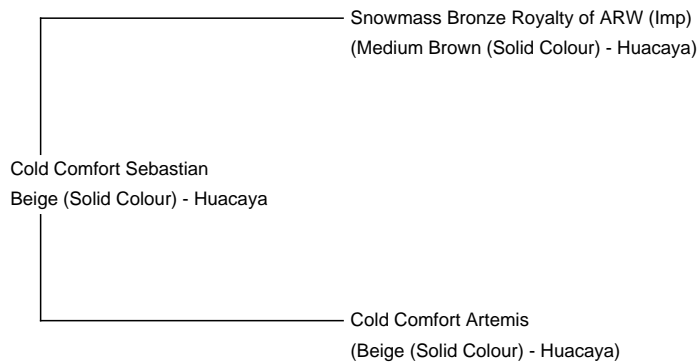 Snowmass Bronze Royalty of ARW (Imp)
(Medium Brown (Solid Colour) - Huacaya)
Cold Comfort Sebastian
Beige (Solid Colour) - Huacaya
Cold Comfort Artemis
(Beige (Solid Colour) - Huacaya)